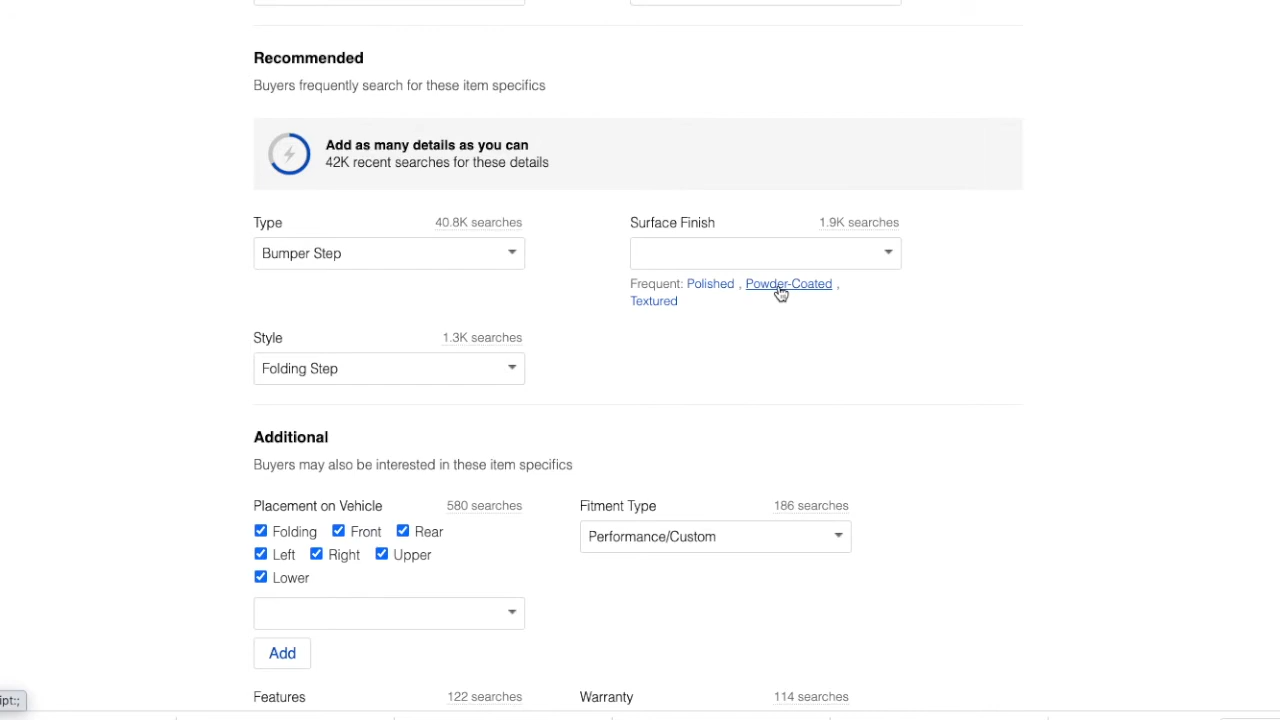 Recommended
Buyers frequently search for these item specifics
Add as many details as you can
42K recent searches for these details
Type 40.8K searches
Bumper Step
Surface Finish 1.9K searches
Frequent: Polished , Powder-Coated ,
Textured
Style 1.3K searches
Folding Step
Additional
Buyers may also be interested in these item specifics
Placement on Vehicle 580 searches
Folding Front Rear
Left Right Upper
Lower
Add
Fitment Type 186 searches
Performance/Custom
Features 122 searches
Warranty 114 searches
ipt:;